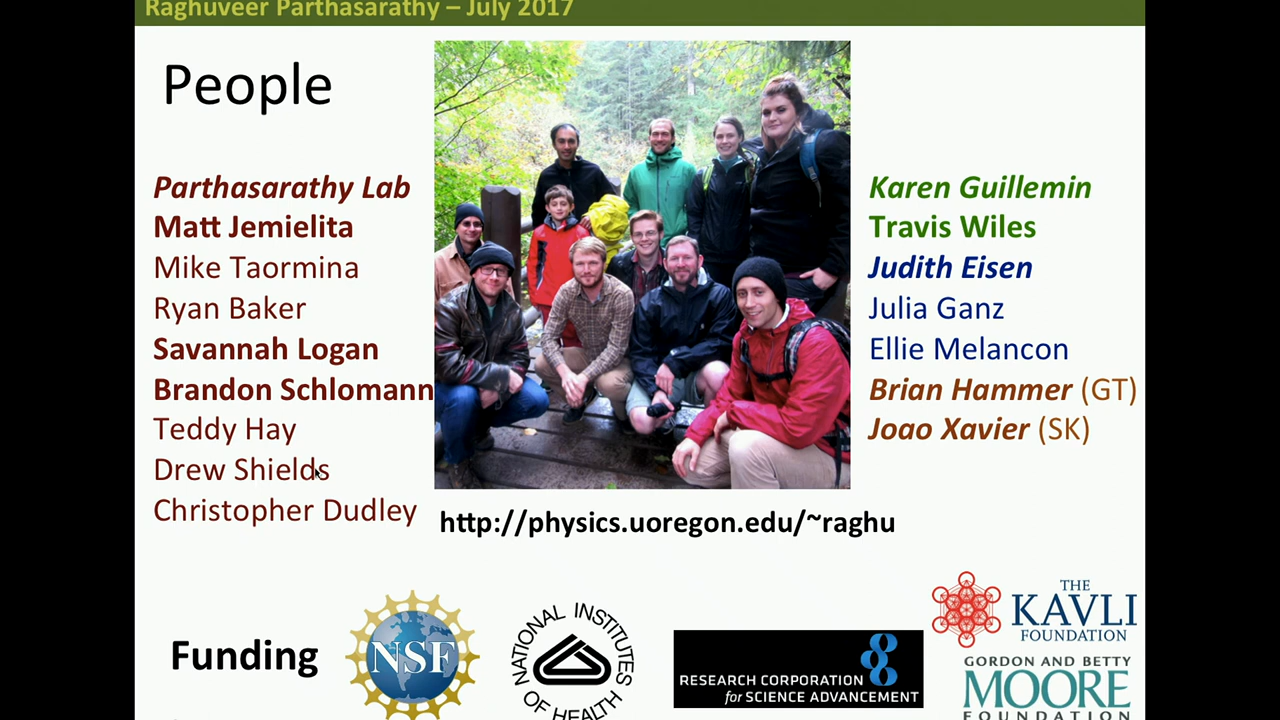 Raghuveer Parthasarathy – July 2017
People
Parthasarathy Lab
Matt Jemielita
Mike Taormina
Ryan Baker
Savannah Logan
Brandon Schlomann
Teddy Hay
Drew Shields
Christopher Dudley
Karen Guillemin
Travis Wiles
Judith Eisen
Julia Ganz
Ellie Melancon
Brian Hammer (GT)
Joao Xavier (SK)
http://physics.uoregon.edu/~raghu
Funding
NSF
NATIONAL INSTITUTES
OF HEALTH
RESEARCH CORPORATION
for SCIENCE ADVANCEMENT
THE
KAVLI
FOUNDATION
GORDON AND BETTY
MOORE
FOUNDATION